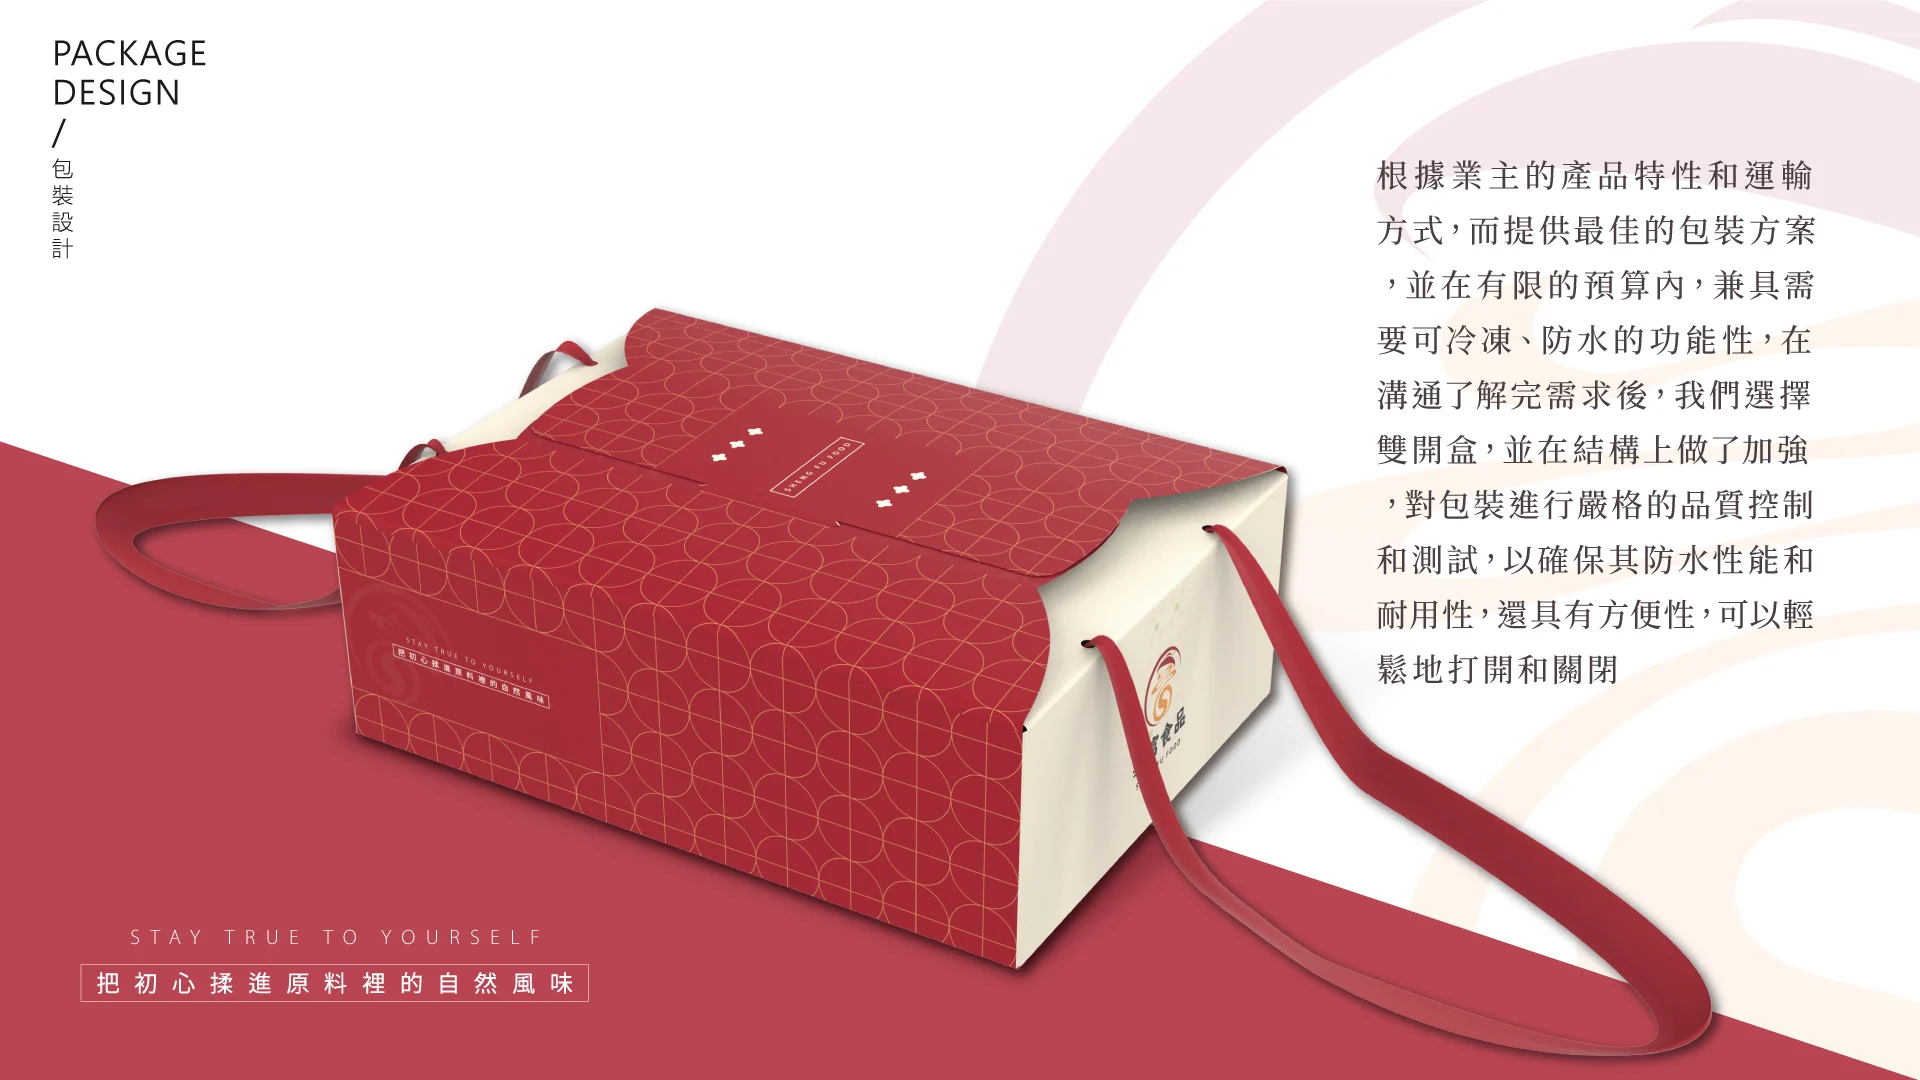 PACKAGE
DESIGN
/
包裝設計
根據業主的產品特性和運輸
方式，而提供最佳的包裝方案
，並在有限的預算內，兼具需
要可冷凍、防水的功能性，在
溝通了解完需求後，我們選擇
雙開盒，並在結構上做了加強
，對包裝進行嚴格的品質控制
和測試，以確保其防水性能和
耐用性，還具有方便性，可以輕
鬆地打開和關閉
SHENG FU FOOD
STAY TRUE TO YOURSELF
把初心揉進原料裡的自然風味
食品
FOOD
STAY TRUE TO YOURSELF
把初心揉進原料裡的自然風味